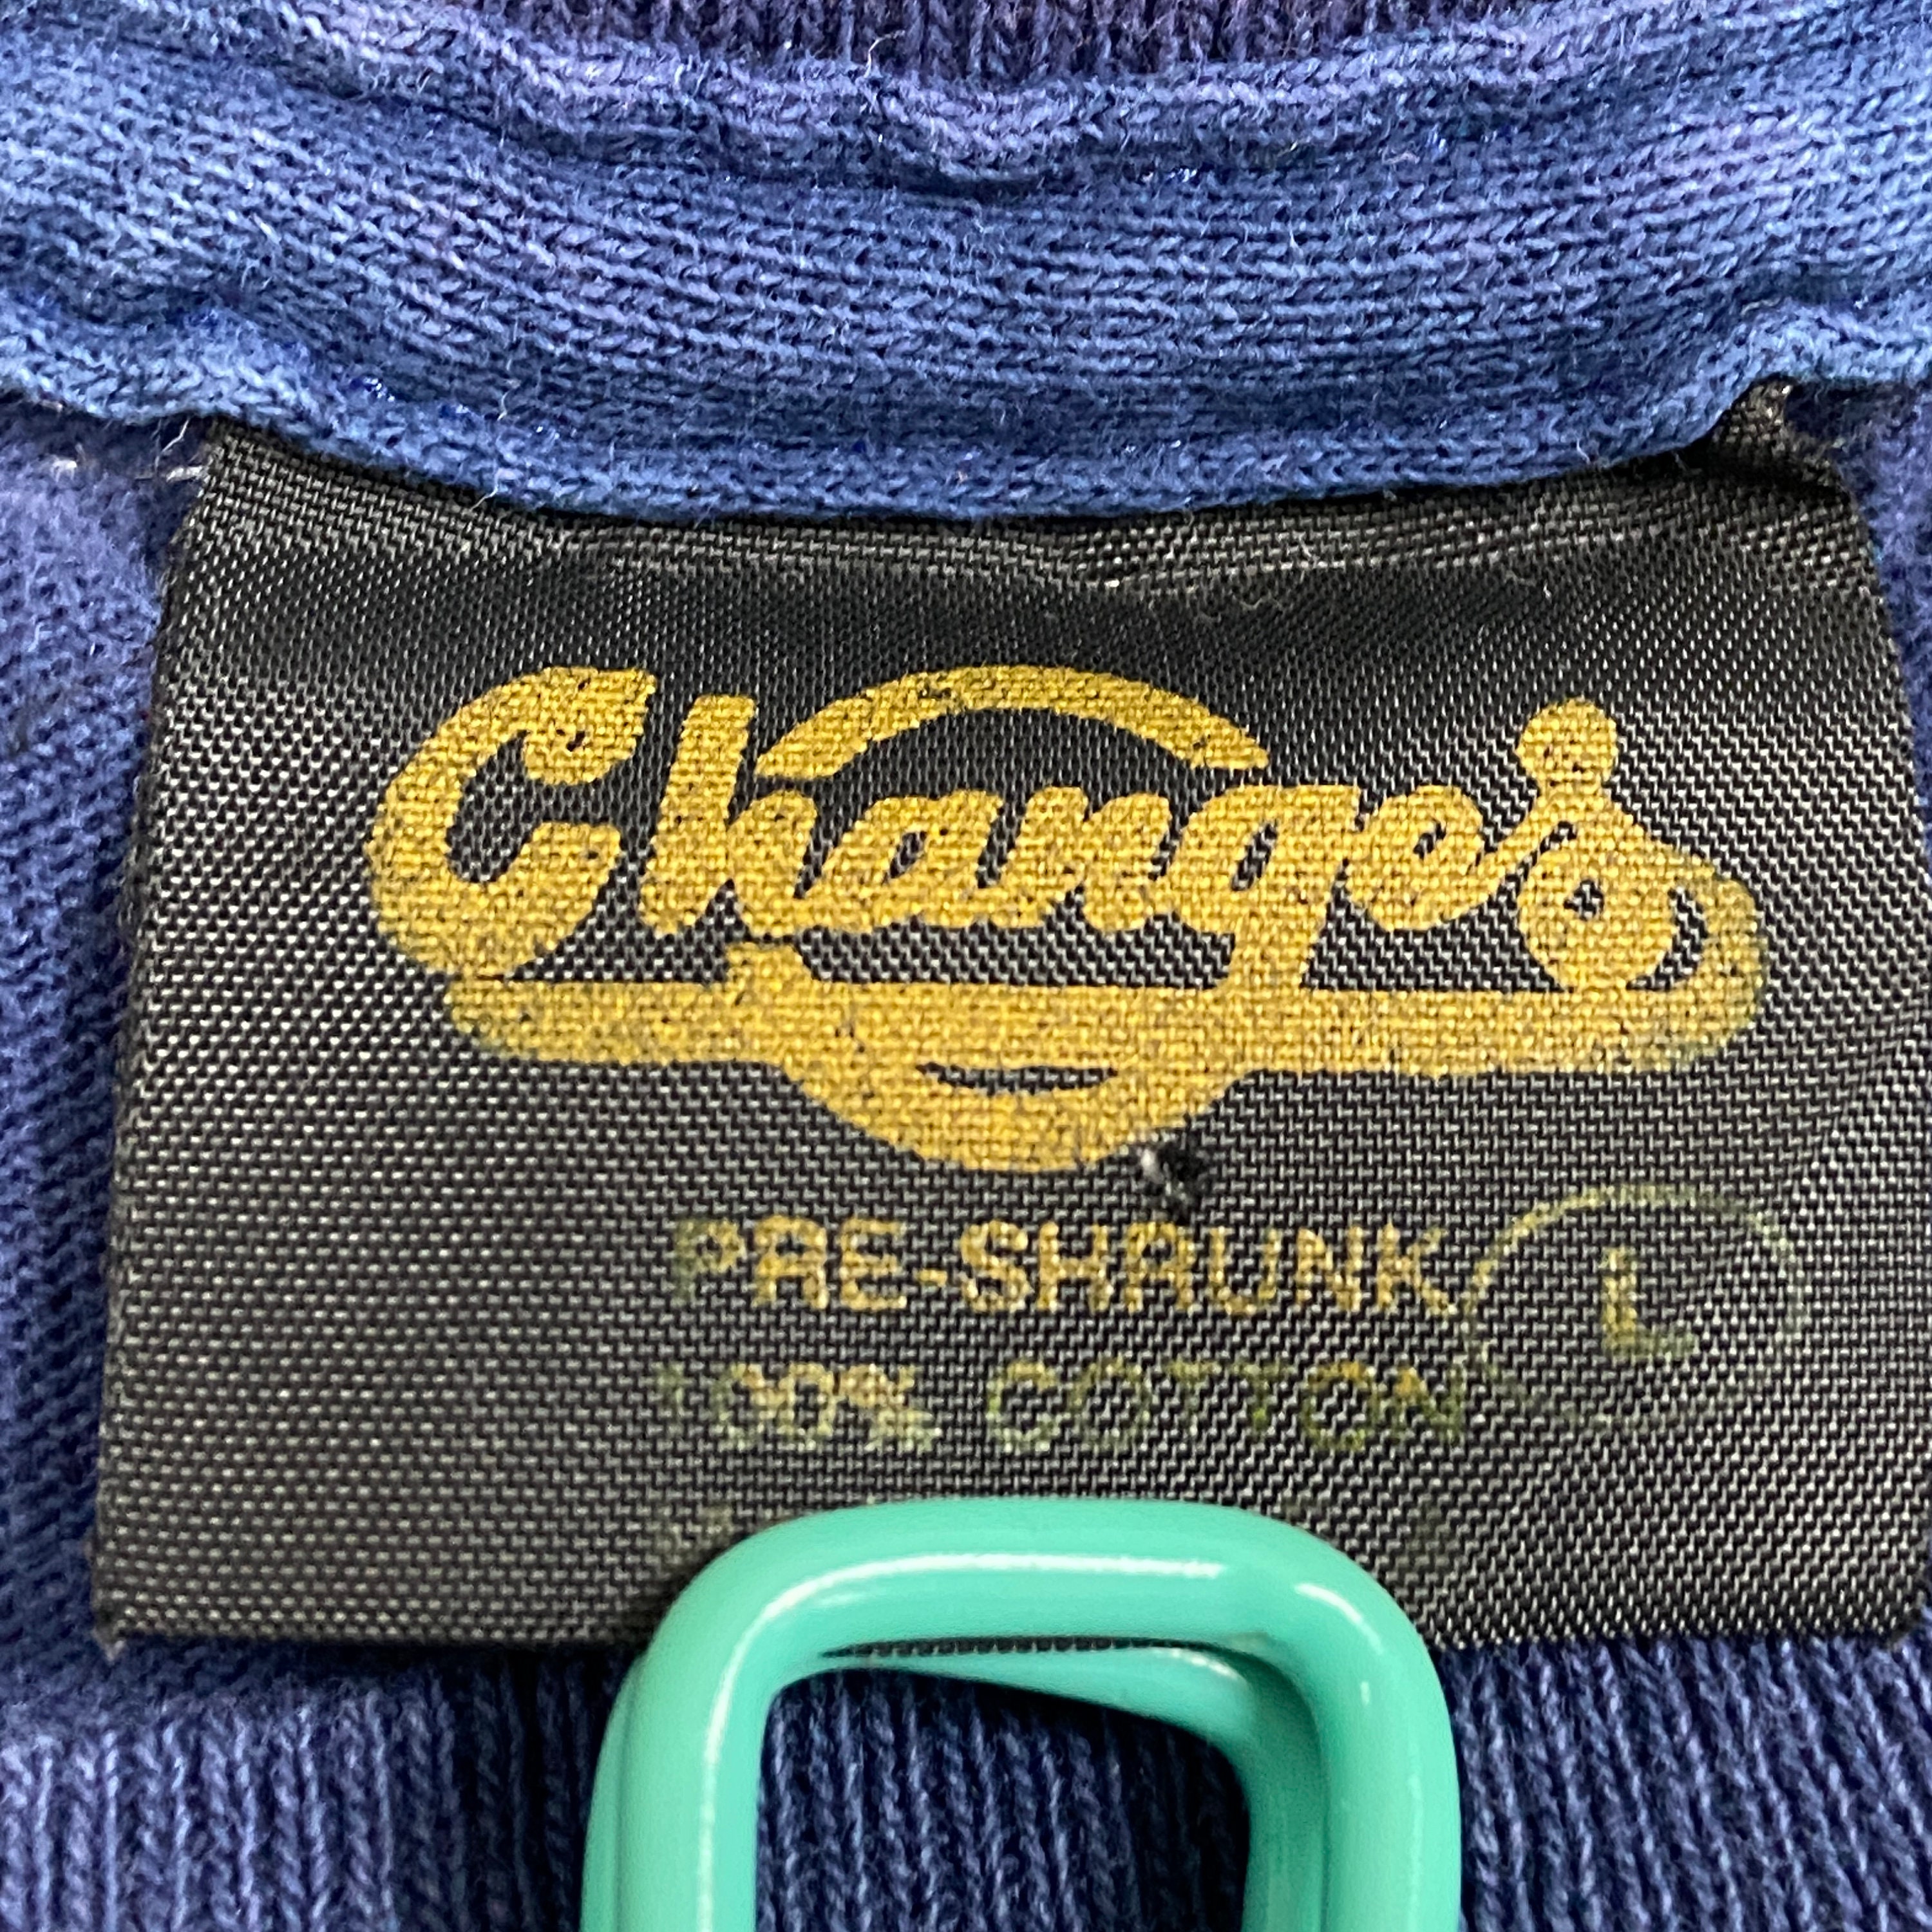 Changes
PRE-SHRUNK L
100% COTTON